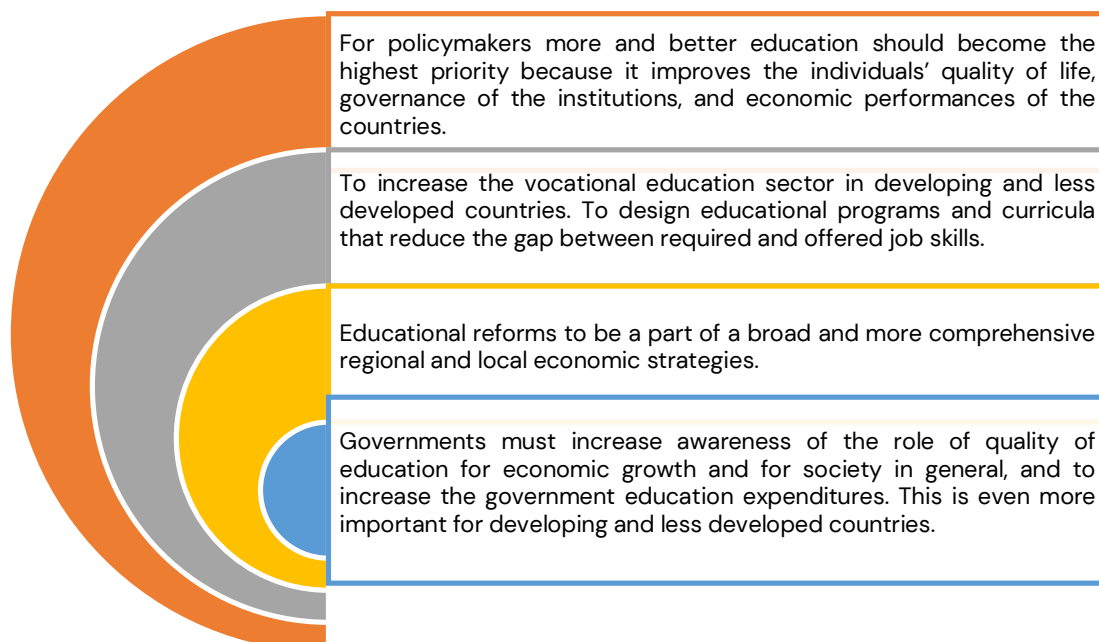 For policymakers more and better education should become the
highest priority because it improves the individuals’ quality of life,
governance of the institutions, and economic performances of the
countries.
To increase the vocational education sector in developing and less
developed countries. To design educational programs and curricula
that reduce the gap between required and offered job skills.
Educational reforms to be a part of a broad and more comprehensive
regional and local economic strategies.
Governments must increase awareness of the role of quality of
education for economic growth and for society in general, and to
increase the government education expenditures. This is even more
important for developing and less developed countries.